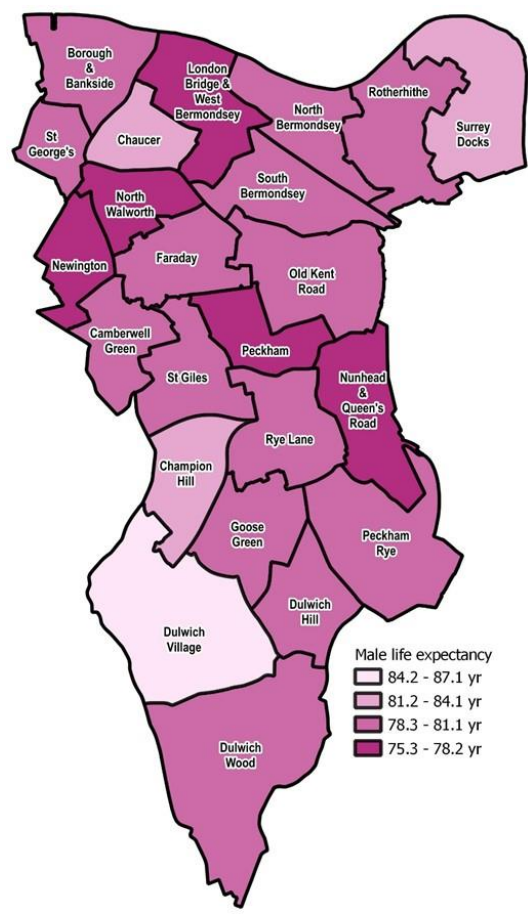 Borough
&
Bankside
London
Bridge &
West
Bermondsey
Rotherhithe
North
Bermondsey
Surrey
Docks
St
George's
Chaucer
South
Bermondsey
North
Walworth
Faraday
Newington
Old Kent
Road
Camberwell
Green
Peckham
St Giles
Nunhead
&
Queen's
Road
Rye Lane
Champion
Hill
Goose
Green
Peckham
Rye
Dulwich
Hill
Dulwich
Village
Male life expectancy
84.2 - 87.1 yr
81.2 - 84.1 yr
78.3 - 81.1 yr
75.3 - 78.2 yr
Dulwich
Wood